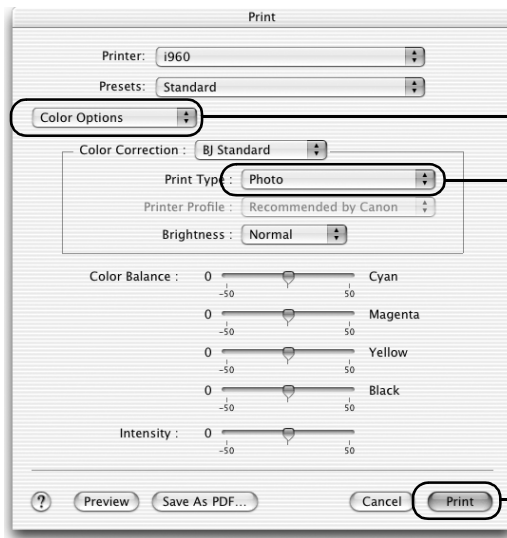 Print
Printer: i960
Presets: Standard
Color Options
Color Correction : BJ Standard
Print Type : Photo
Printer Profile : Recommended by Canon
Brightness : Normal
Color Balance : 0 Cyan
-50 50
0 Magenta
-50 50
0 Yellow
-50 50
0 Black
-50 50
Intensity : 0
-50 50
? Preview Save As PDF... Cancel Print